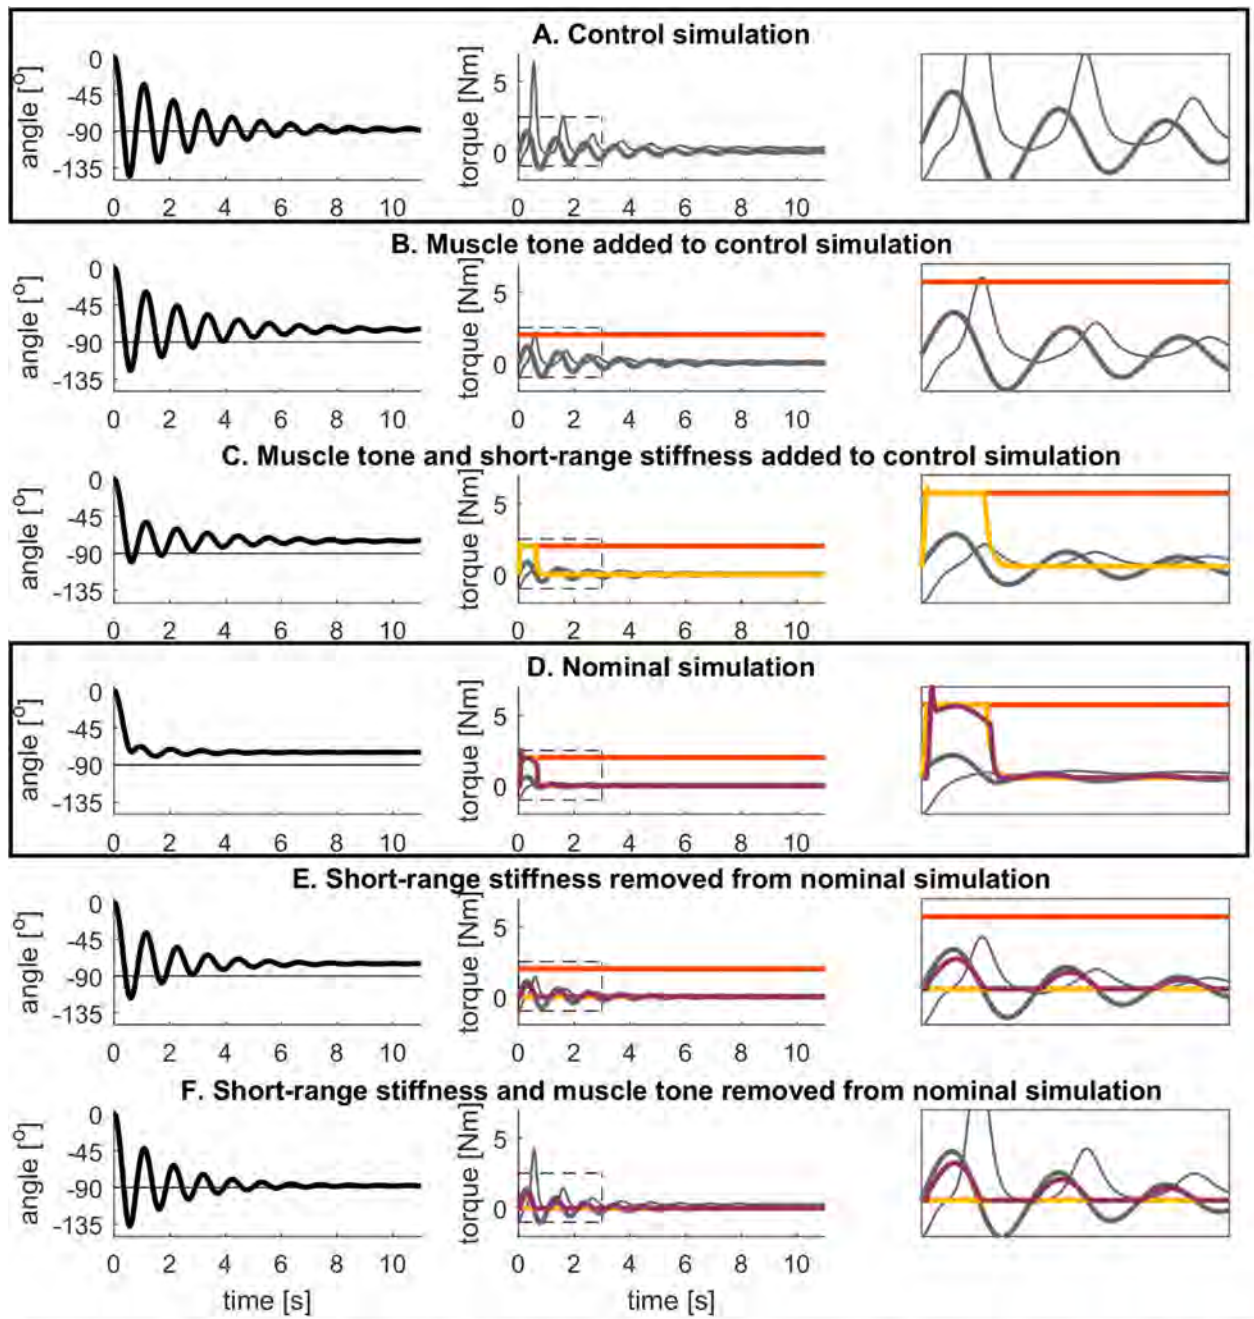 A. Control simulation
angle [°]
0
-45
-90
-135
0 2 4 6 8 10
torque [Nm]
5
0
0 2 4 6 8 10
B. Muscle tone added to control simulation
angle [°]
0
-45
-90
-135
0 2 4 6 8 10
torque [Nm]
5
0
0 2 4 6 8 10
C. Muscle tone and short-range stiffness added to control simulation
angle [°]
0
-45
-90
-135
0 2 4 6 8 10
torque [Nm]
5
0
0 2 4 6 8 10
D. Nominal simulation
angle [°]
0
-45
-90
-135
0 2 4 6 8 10
torque [Nm]
5
0
0 2 4 6 8 10
E. Short-range stiffness removed from nominal simulation
angle [°]
0
-45
-90
-135
0 2 4 6 8 10
torque [Nm]
5
0
0 2 4 6 8 10
F. Short-range stiffness and muscle tone removed from nominal simulation
angle [°]
0
-45
-90
-135
0 2 4 6 8 10
time [s]
torque [Nm]
5
0
0 2 4 6 8 10
time [s]